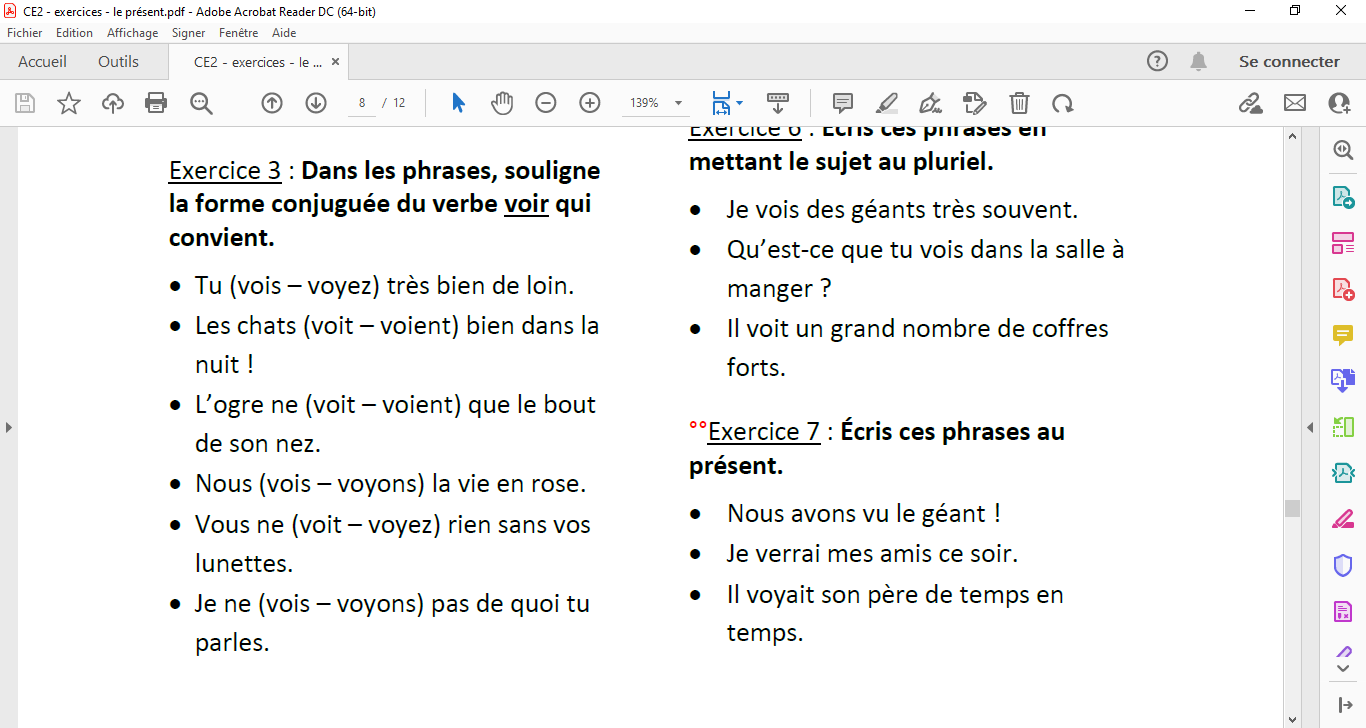 CE2 - exercices - le présent.pdf - Adobe Acrobat Reader DC (64-bit)
Fichier Edition Affichage Signer Fenêtre Aide
Accueil Outils CE2 - exercices - le ... × Se connecter
8 / 12 139%
Exercice 3 : Dans les phrases, souligne
la forme conjuguée du verbe voir qui
convient.
• Tu (vois – voyez) très bien de loin.
• Les chats (voit – voient) bien dans la
nuit !
• L’ogre ne (voit – voient) que le bout
de son nez.
• Nous (vois – voyons) la vie en rose.
• Vous ne (voit – voyez) rien sans vos
lunettes.
• Je ne (vois – voyons) pas de quoi tu
parles.
Exercice 6 : Écris ces phrases en
mettant le sujet au pluriel.
• Je vois des géants très souvent.
• Qu’est-ce que tu vois dans la salle à
manger ?
• Il voit un grand nombre de coffres
forts.
°°Exercice 7 : Écris ces phrases au
présent.
• Nous avons vu le géant !
• Je verrai mes amis ce soir.
• Il voyait son père de temps en
temps.